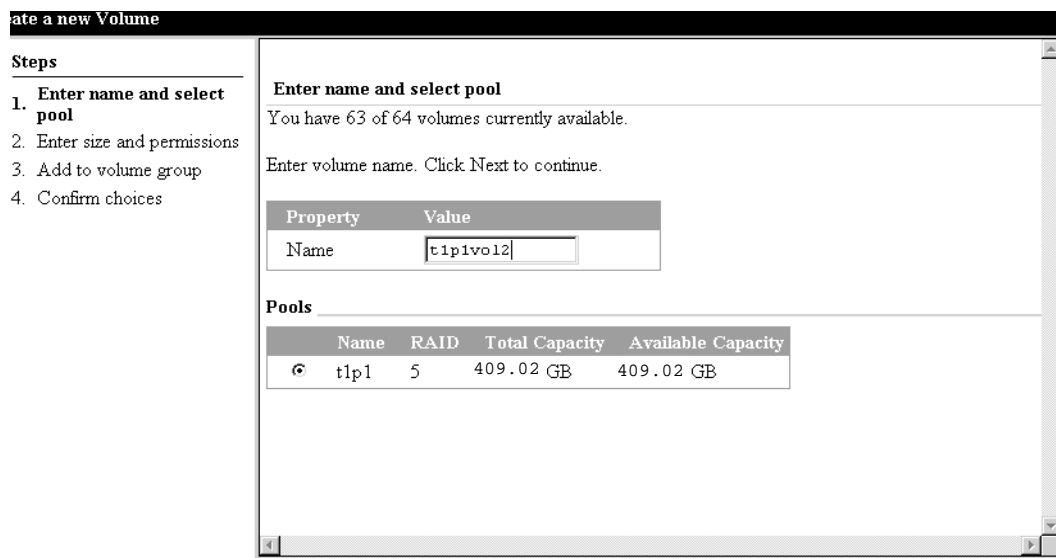 ate a new Volume
Steps
1. Enter name and select
pool
2. Enter size and permissions
3. Add to volume group
4. Confirm choices
Enter name and select pool
You have 63 of 64 volumes currently available.
Enter volume name. Click Next to continue.
Property Value
Name t1p1vol2
Pools
Name RAID Total Capacity Available Capacity
t1p1 5 409.02 GB 409.02 GB